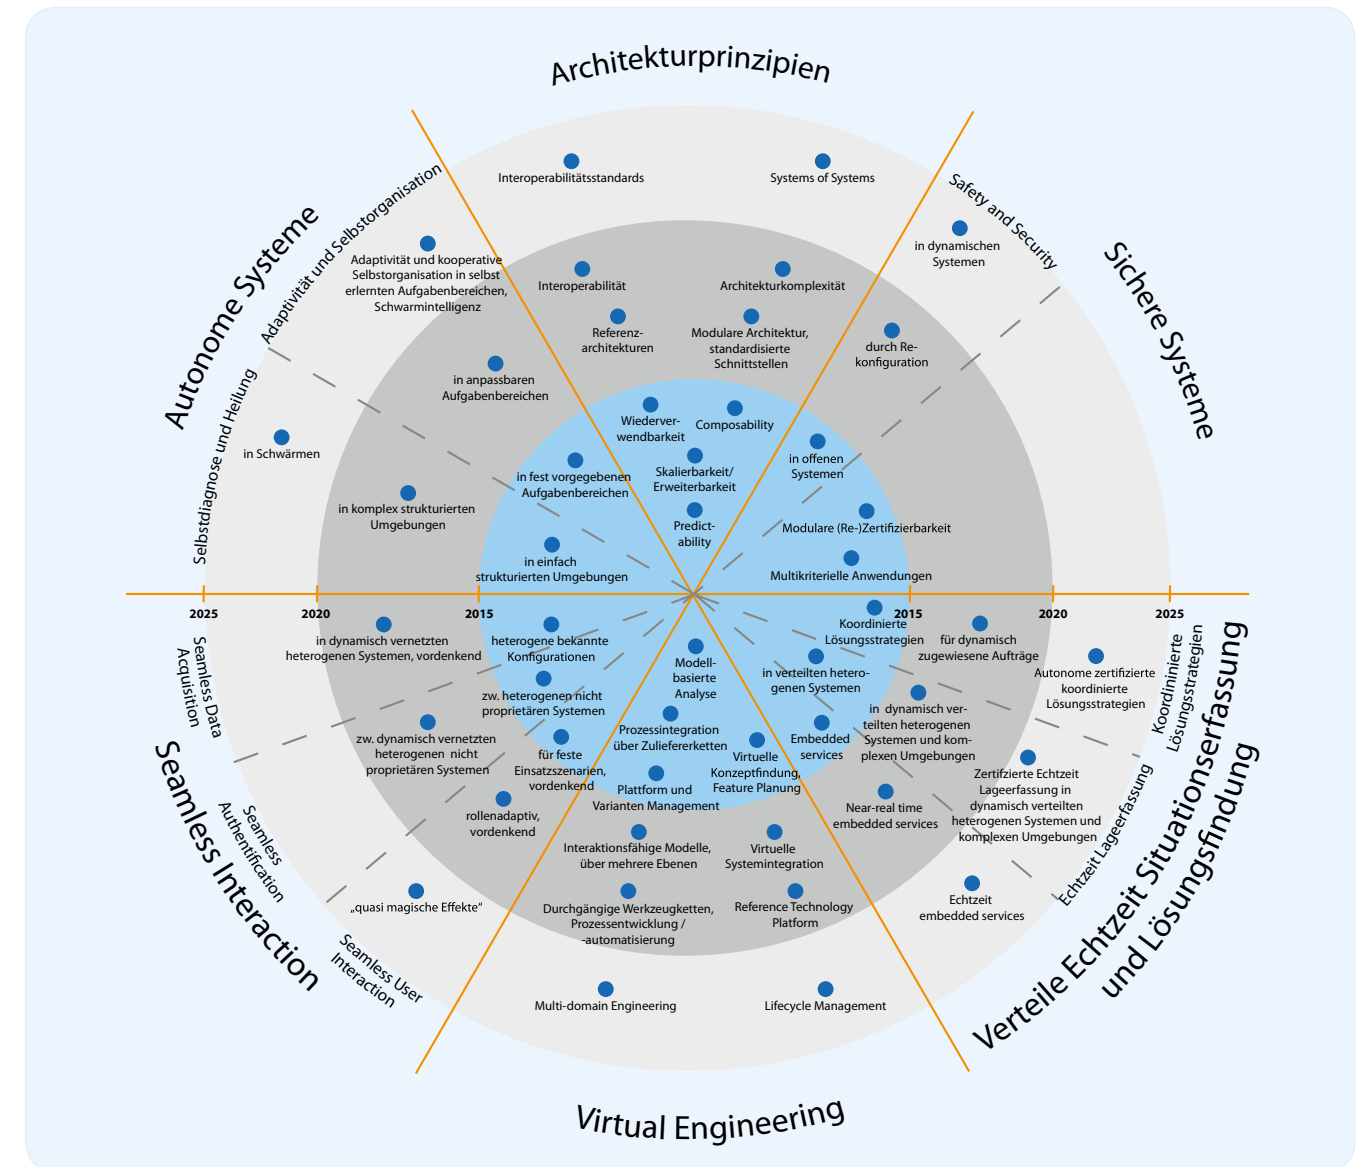 Architekturprinzipien
Interoperabilitätsstandards
Systems of Systems
Interoperabilität
Architekturkomplexität
Referenz-
architekturen
Modulare Architektur,
standardisierte
Schnittstellen
Wiederver-
wendbarkeit
Composability
Skalierbarkeit/
Erweiterbarkeit
Predict-
ability
Sichere Systeme
Safety and Security
in dynamischen
Systemen
durch Re-
konfiguration
in offenen
Systemen
Modulare (Re-)Zertifizierbarkeit
Multikriterielle Anwendungen
Autonome Systeme
Adaptivität und Selbstorganisation
Adaptivität und kooperative
Selbstorganisation in selbst
erlernten Aufgabenbereichen,
Schwarmintelligenz
in anpassbaren
Aufgabenbereichen
in fest vorgegebenen
Aufgabenbereichen
Selbstdiagnose und Heilung
in Schwärmen
in komplex strukturierten
Umgebungen
in einfach
strukturierten Umgebungen
2025
2020
2015
2015
2020
2025
Seamless Interaction
Seamless Data
Acquisition
in dynamisch vernetzten
heterogenen Systemen, vordenkend
heterogene bekannte
Konfigurationen
Seamless
Authentification
zw. heterogenen nicht
proprietären Systemen
zw. dynamisch vernetzten
heterogenen nicht
proprietären Systemen
Seamless User
Interaction
für feste
Einsatzszenarien,
vordenkend
rollenadaptiv,
vordenkend
„quasi magische Effekte“
Virtual Engineering
Modell-
basierte
Analyse
Prozessintegration
über Zuliefererketten
Virtuelle
Konzeptfindung,
Feature Planung
Plattform und
Varianten Management
Interaktionsfähige Modelle,
über mehrere Ebenen
Virtuelle
Systemintegration
Durchgängige Werkzeugketten,
Prozessentwicklung /
-automatisierung
Reference Technology
Platform
Multi-domain Engineering
Lifecycle Management
Verteile Echtzeit Situationserfassung
und Lösungsfindung
Koordininierte
Lösungsstrategien
Koordinierte
Lösungsstrategien
für dynamisch
zugewiesene Aufträge
Autonome zertifizierte
koordinierte
Lösungsstrategien
Echtzeit Lageerfassung
in verteilten hetero-
genen Systemen
in dynamisch ver-
teilten heterogenen
Systemen und kom-
plexen Umgebungen
Zertifzierte Echtzeit
Lageerfassung in
dynamisch verteilten
heterogenen Systemen und
komplexen Umgebungen
Embedded
services
Near-real time
embedded services
Echtzeit
embedded services